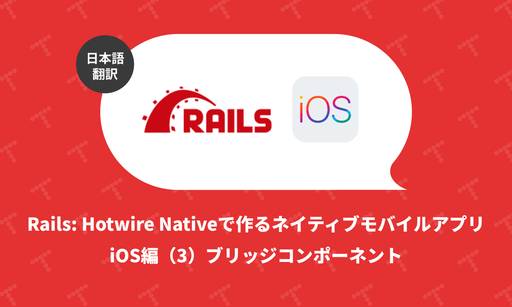 日本語
翻訳
RAILS
iOS
Rails: Hotwire Nativeで作るネイティブモバイルアプリ
iOS編（3）ブリッジコンポーネント